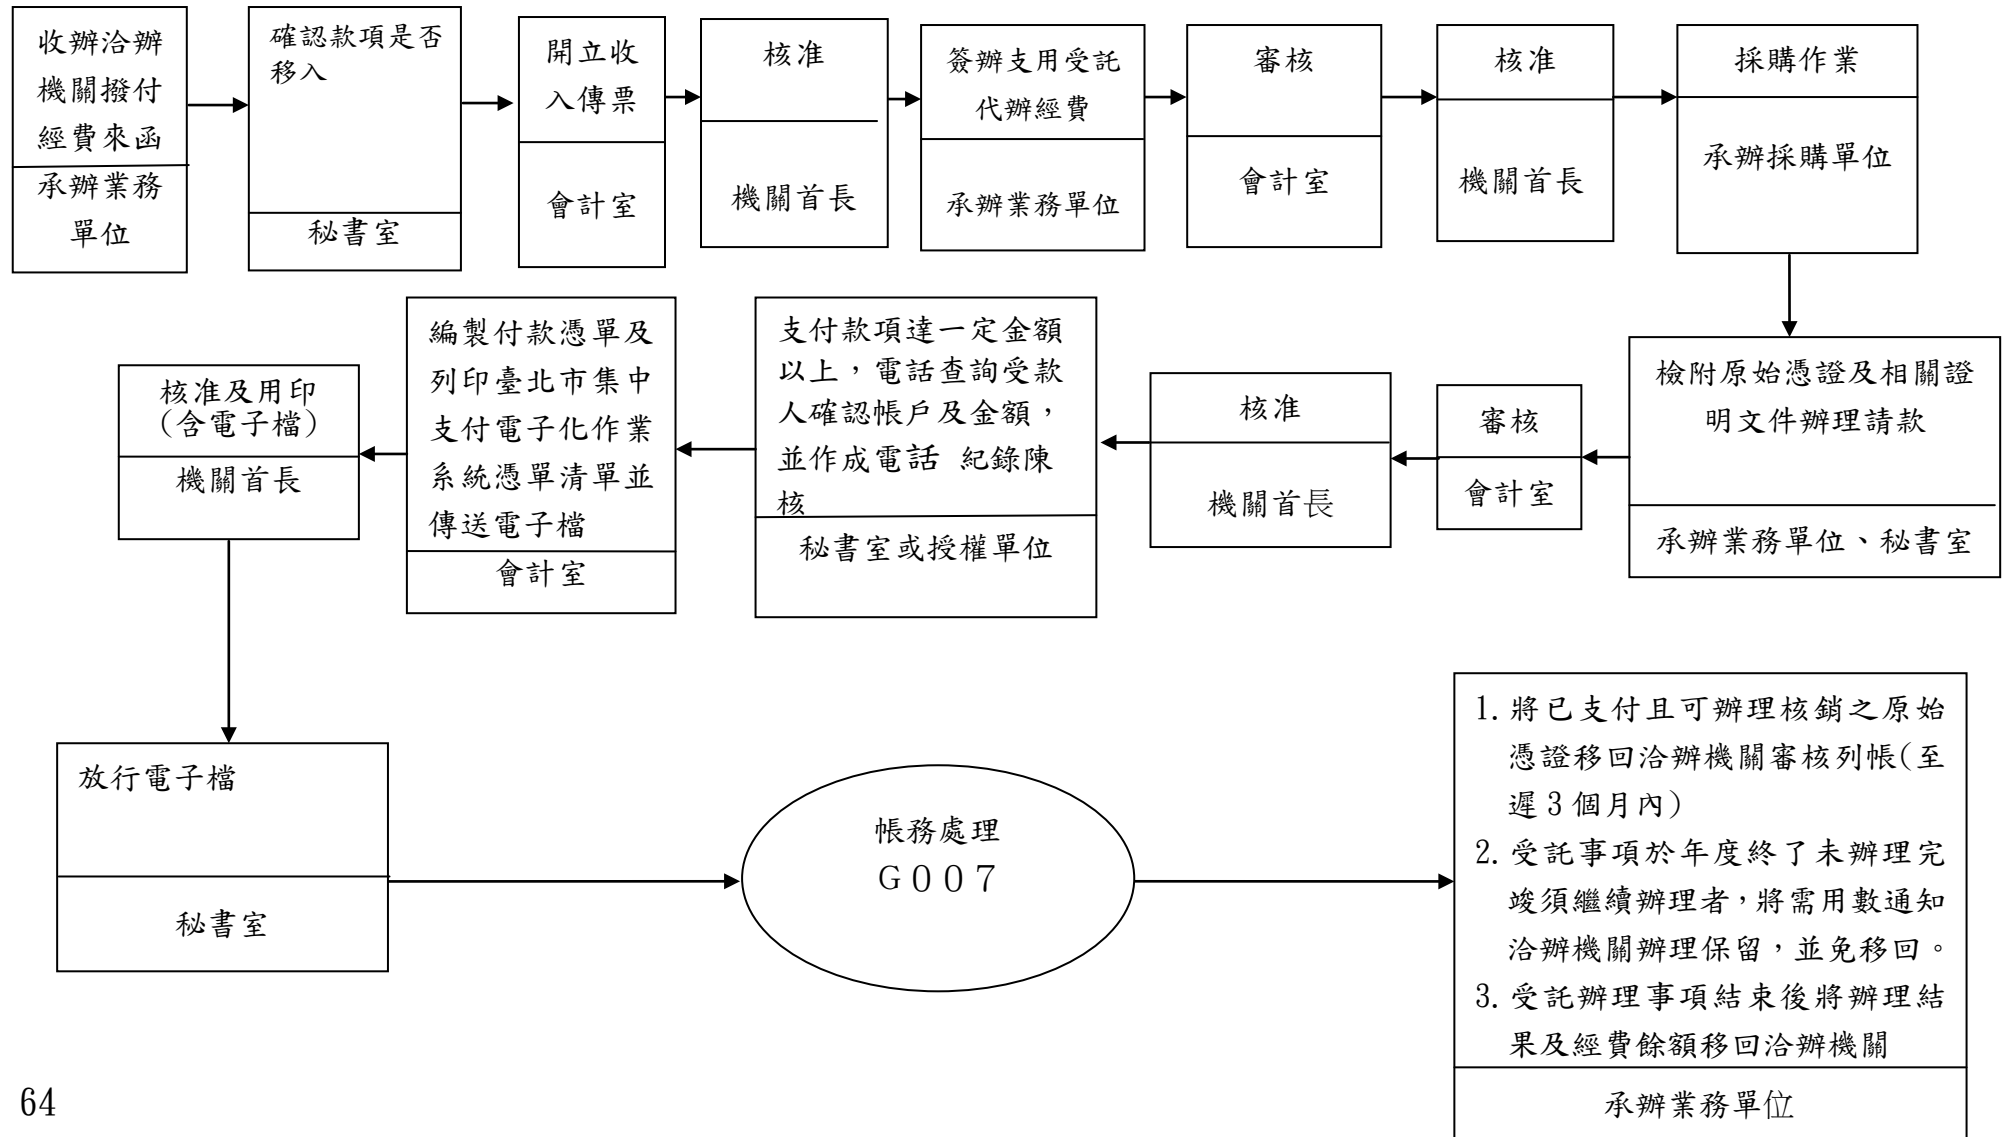 收辦洽辦
機關撥付
經費來函
承辦業務
單位
確認款項是否
移入
秘書室
開立收
入傳票
會計室
核准
機關首長
簽辦支用受託
代辦經費
承辦業務單位
審核
會計室
核准
機關首長
採購作業
承辦採購單位
檢附原始憑證及相關證
明文件辦理請款
承辦業務單位、秘書室
審核
會計室
核准
機關首長
支付款項達一定金額
以上，電話查詢受款
人確認帳戶及金額，
並作成電話 紀錄陳
核
秘書室或授權單位
編製付款憑單及
列印臺北市集中
支付電子化作業
系統憑單清單並
傳送電子檔
會計室
核准及用印
(含電子檔)
機關首長
放行電子檔
秘書室
帳務處理
G００７
1. 將已支付且可辦理核銷之原始
憑證移回洽辦機關審核列帳(至
遲 3 個月內)
2. 受託事項於年度終了未辦理完
竣須繼續辦理者，將需用數通知
洽辦機關辦理保留，並免移回。
3. 受託辦理事項結束後將辦理結
果及經費餘額移回洽辦機關
承辦業務單位
64